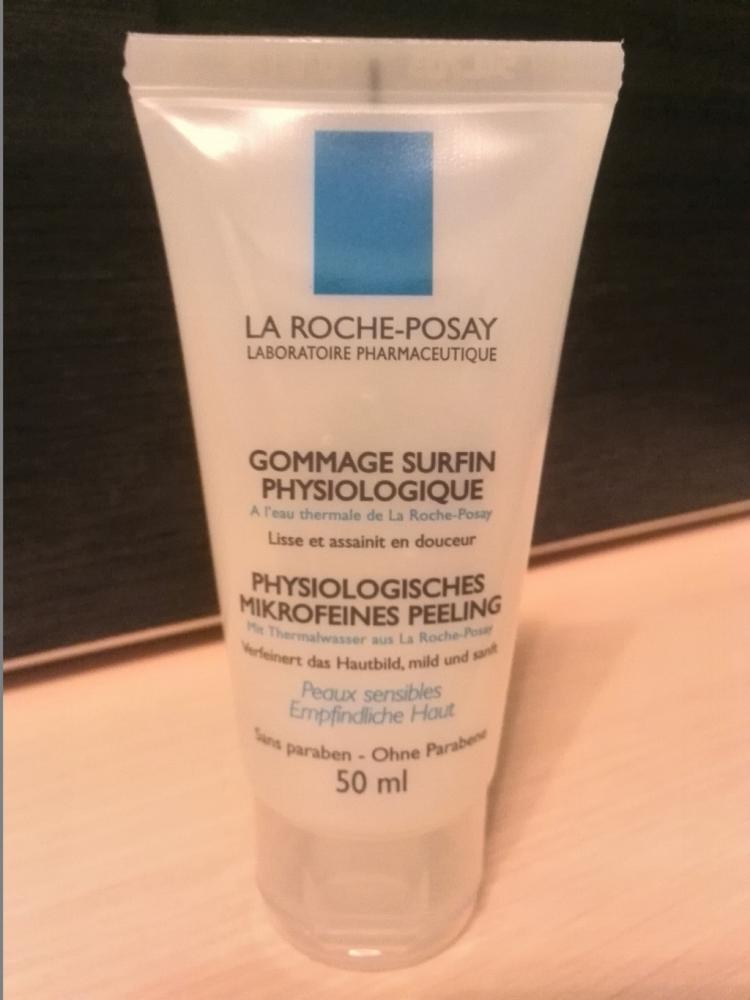 LA ROCHE-POSAY
LABORATOIRE PHARMACEUTIQUE
GOMMAGE SURFIN
PHYSIOLOGIQUE
A l'eau thermale de La Roche-Posay
Lisse et assainit en douceur
PHYSIOLOGISCHES
MIKROFEINES PEELING
Mit Thermalwasser aus La Roche-Posay
Verfeinert das Hautbild, mild und sanft
Peaux sensibles
Empfindliche Haut
Sans paraben - Ohne Parabene
50 ml